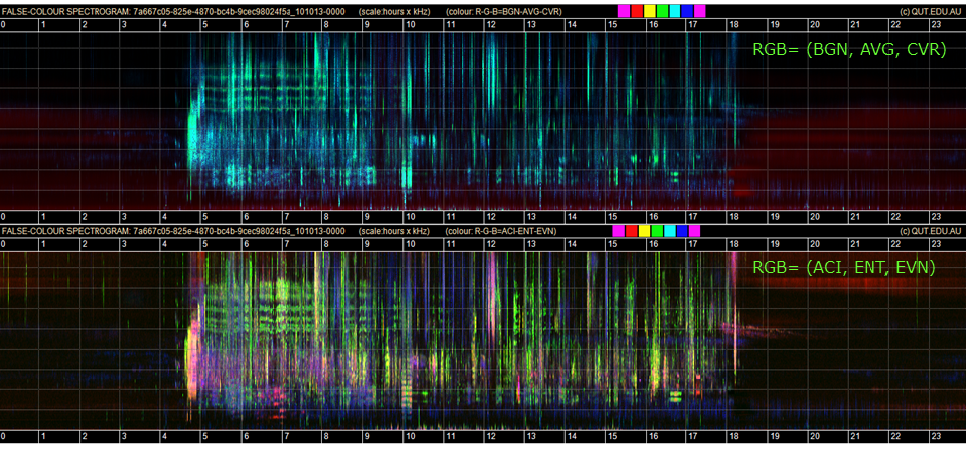 FALSE-COLOUR SPECTROGRAM: 7a667c05-825e-4870-bc4b-9cec98024f5a_101013-0000 (scale:hours x kHz) (colour: R-G-B=BGN-AVG-CVR) (c) QUT.EDU.AU
0 1 2 3 4 5 6 7 8 9 10 11 12 13 14 15 16 17 18 19 20 21 22 23
RGB= (BGN, AVG, CVR)
0 1 2 3 4 5 6 7 8 9 10 11 12 13 14 15 16 17 18 19 20 21 22 23
FALSE-COLOUR SPECTROGRAM: 7a667c05-825e-4870-bc4b-9cec98024f5a_101013-0000 (scale:hours x kHz) (colour: R-G-B=ACI-ENT-EVN) (c) QUT.EDU.AU
0 1 2 3 4 5 6 7 8 9 10 11 12 13 14 15 16 17 18 19 20 21 22 23
RGB= (ACI, ENT, EVN)
0 1 2 3 4 5 6 7 8 9 10 11 12 13 14 15 16 17 18 19 20 21 22 23